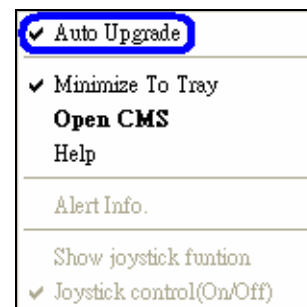 Auto Upgrade
Minimize To Tray
Open CMS
Help
Alert Info.
Show joystick funtion
Joystick control(On/Off)